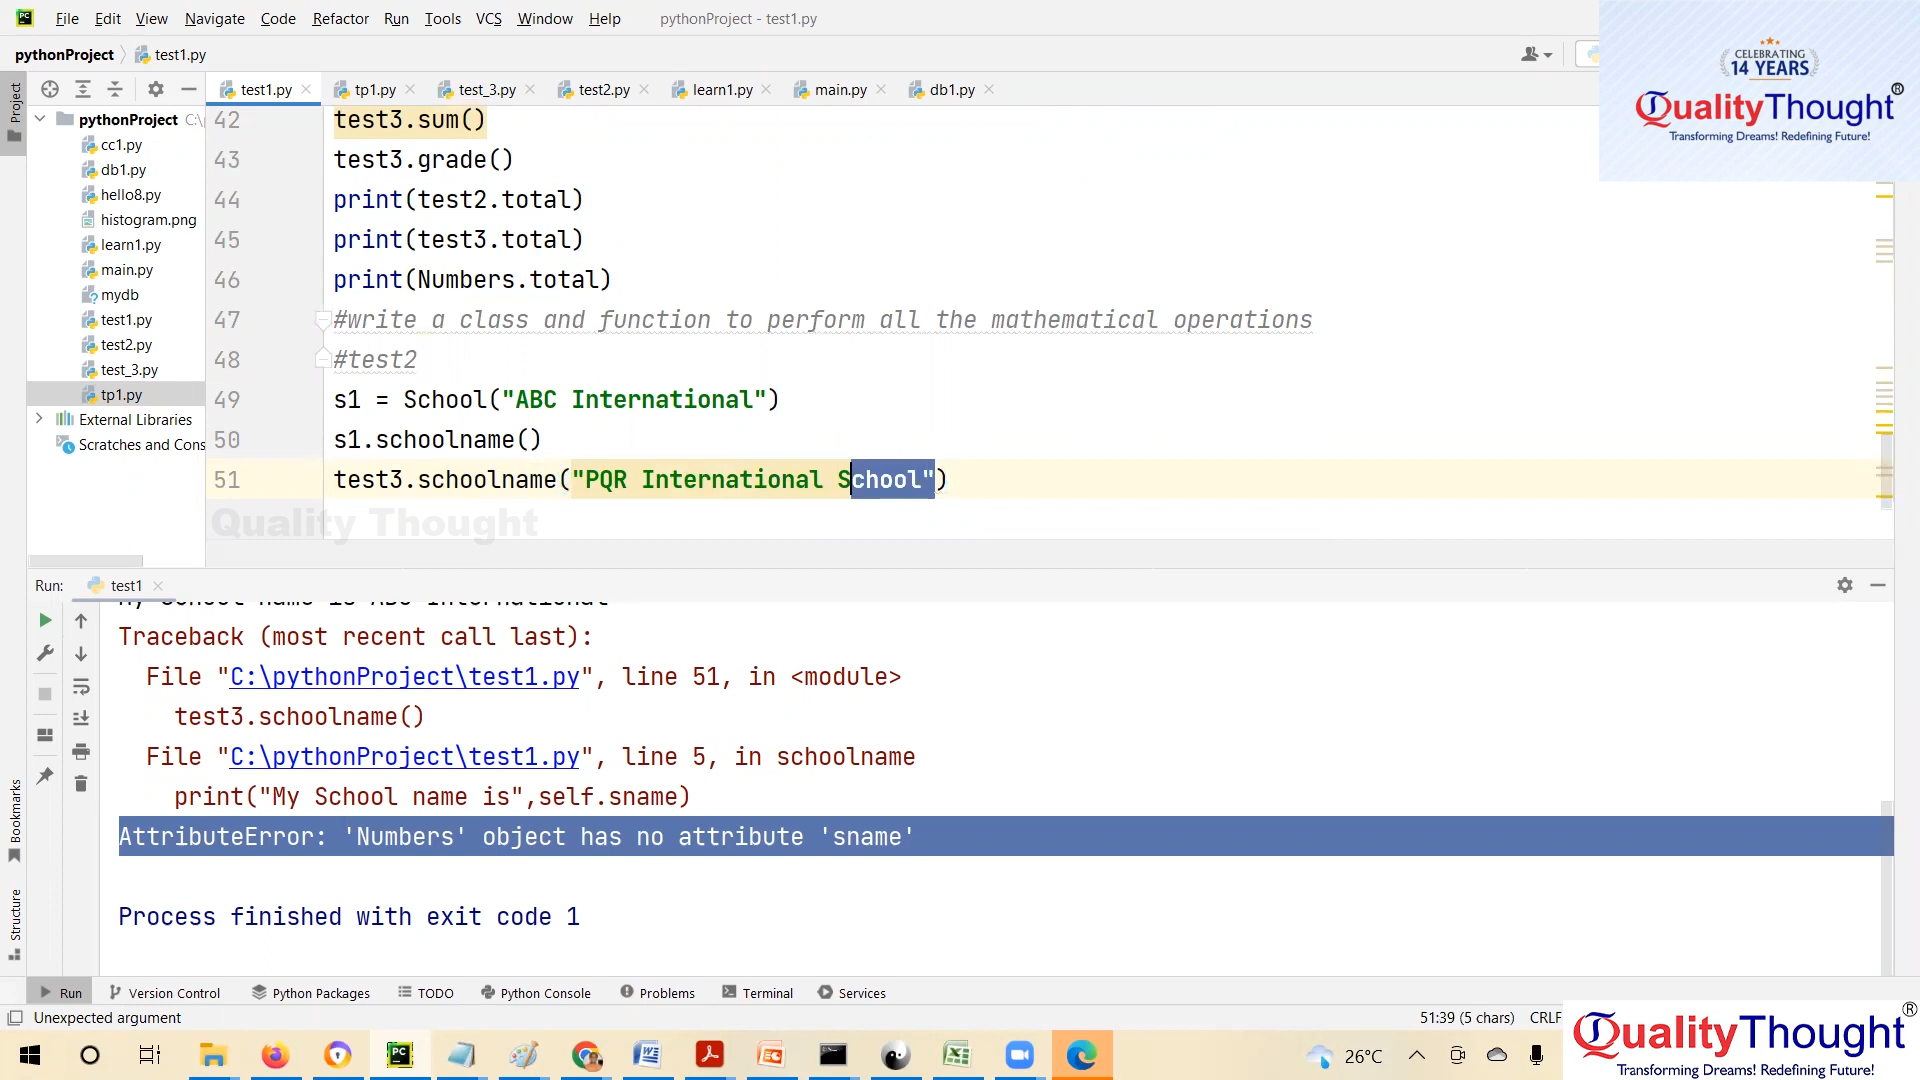 File Edit View Navigate Code Refactor Run Tools VCS Window Help pythonProject - test1.py
CELEBRATING
14 YEARS
QualityThought®
Transforming Dreams! Redefining Future!
pythonProject test1.py
Project
test1.py tp1.py test_3.py test2.py learn1.py main.py db1.py
pythonProject C:\
cc1.py
db1.py
hello8.py
histogram.png
learn1.py
main.py
mydb
test1.py
test2.py
test_3.py
tp1.py
External Libraries
Scratches and Cons
42 test3.sum()
43 test3.grade()
44 print(test2.total)
45 print(test3.total)
46 print(Numbers.total)
47 #write a class and function to perform all the mathematical operations
48 #test2
49 s1 = School("ABC International")
50 s1.schoolname()
51 test3.schoolname("PQR International School")
Quality Thought
Run: test1
My School name is ABC International
Traceback (most recent call last):
File "C:\pythonProject\test1.py", line 51, in <module>
test3.schoolname()
File "C:\pythonProject\test1.py", line 5, in schoolname
print("My School name is",self.sname)
AttributeError: 'Numbers' object has no attribute 'sname'
Process finished with exit code 1
Bookmarks
Structure
Run Version Control TODO Python Packages Python Console Problems Terminal Services
Unexpected argument 51:39 (5 chars) CRLF
26°C
QualityThought®
Transforming Dreams! Redefining Future!